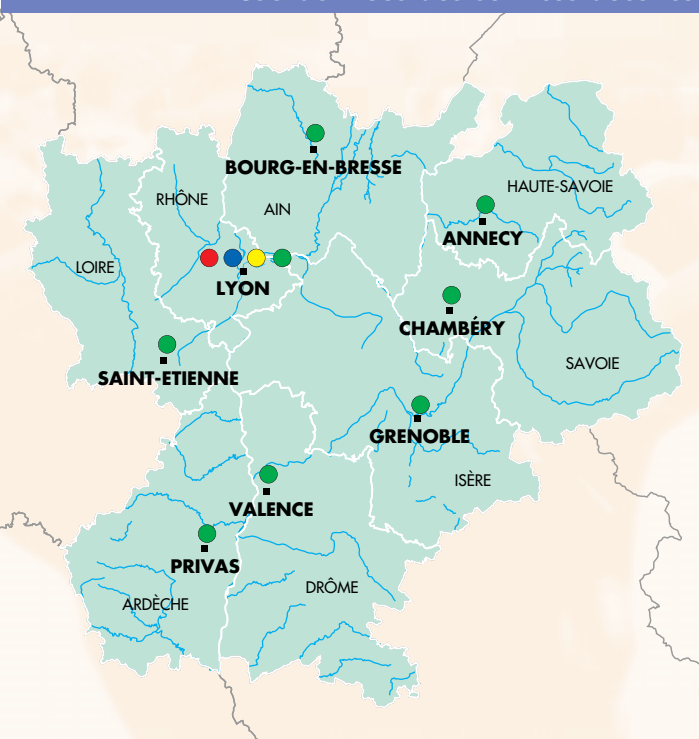 BOURG-EN-BRESSE
HAUTE-SAVOIE
RHÔNE
AIN
ANNECY
LOIRE
LYON
CHAMBÉRY
SAVOIE
SAINT-ETIENNE
GRENOBLE
ISÈRE
VALENCE
PRIVAS
DRÔME
ARDÈCHE